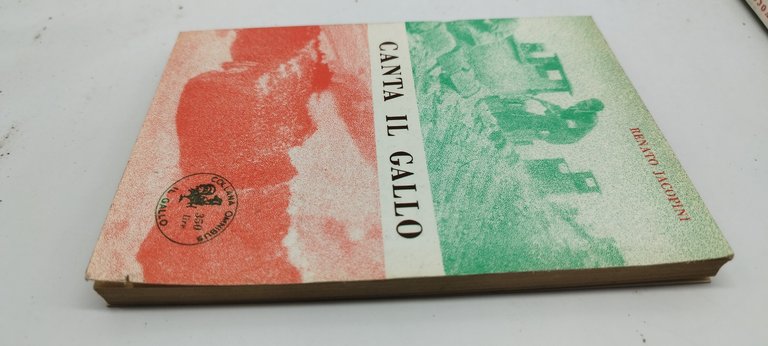 RENATO JACOPINI
CANTA IL GALLO
COLLANA OMNIBUS
350
lire
IL GALLO